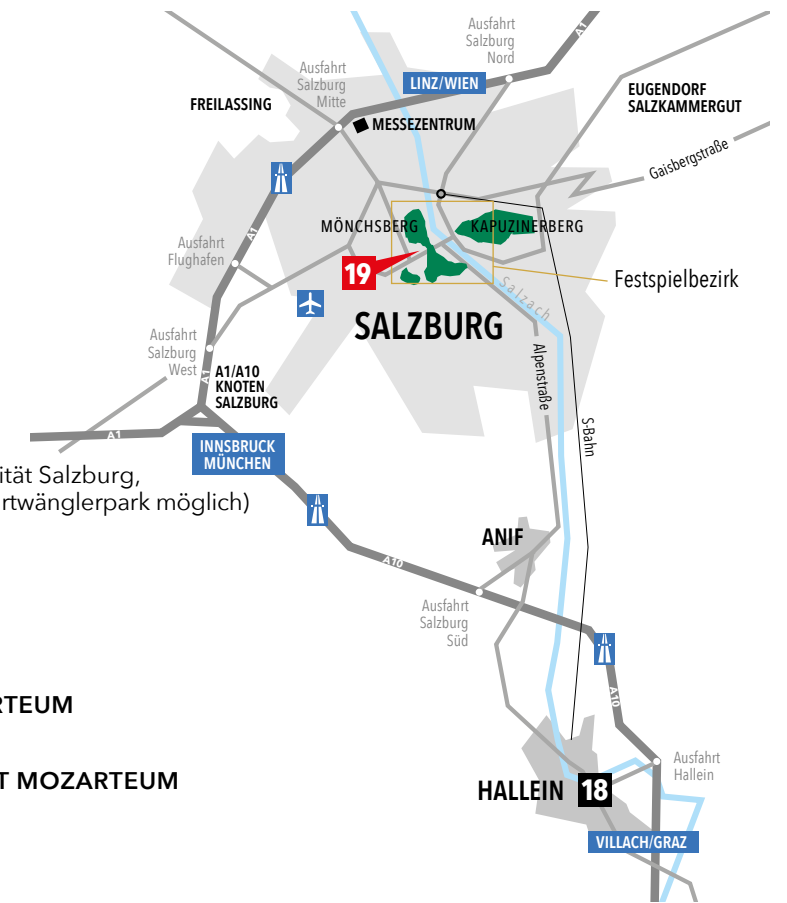 Ausfahrt
Salzburg
Nord
A1
Ausfahrt
Salzburg
Mitte
LINZ/WIEN
FREILASSING
EUGENDORF
SALZKAMMERGUT
MESSEZENTRUM
Gaisbergstraße
MÖNCHSBERG
KAPUZINERBERG
Ausfahrt
Flughafen
A1
19
Festspielbezirk
Salzach
SALZBURG
Ausfahrt
Salzburg
West
A1
A1/A10
KNOTEN
SALZBURG
Alpenstraße
S-Bahn
A1
INNSBRUCK
MÜNCHEN
ität Salzburg,
rtwänglerpark möglich)
ANIF
A10
Ausfahrt
Salzburg
Süd
A10
RTEUM
Ausfahrt
Hallein
T MOZARTEUM
HALLEIN 18
VILLACH/GRAZ